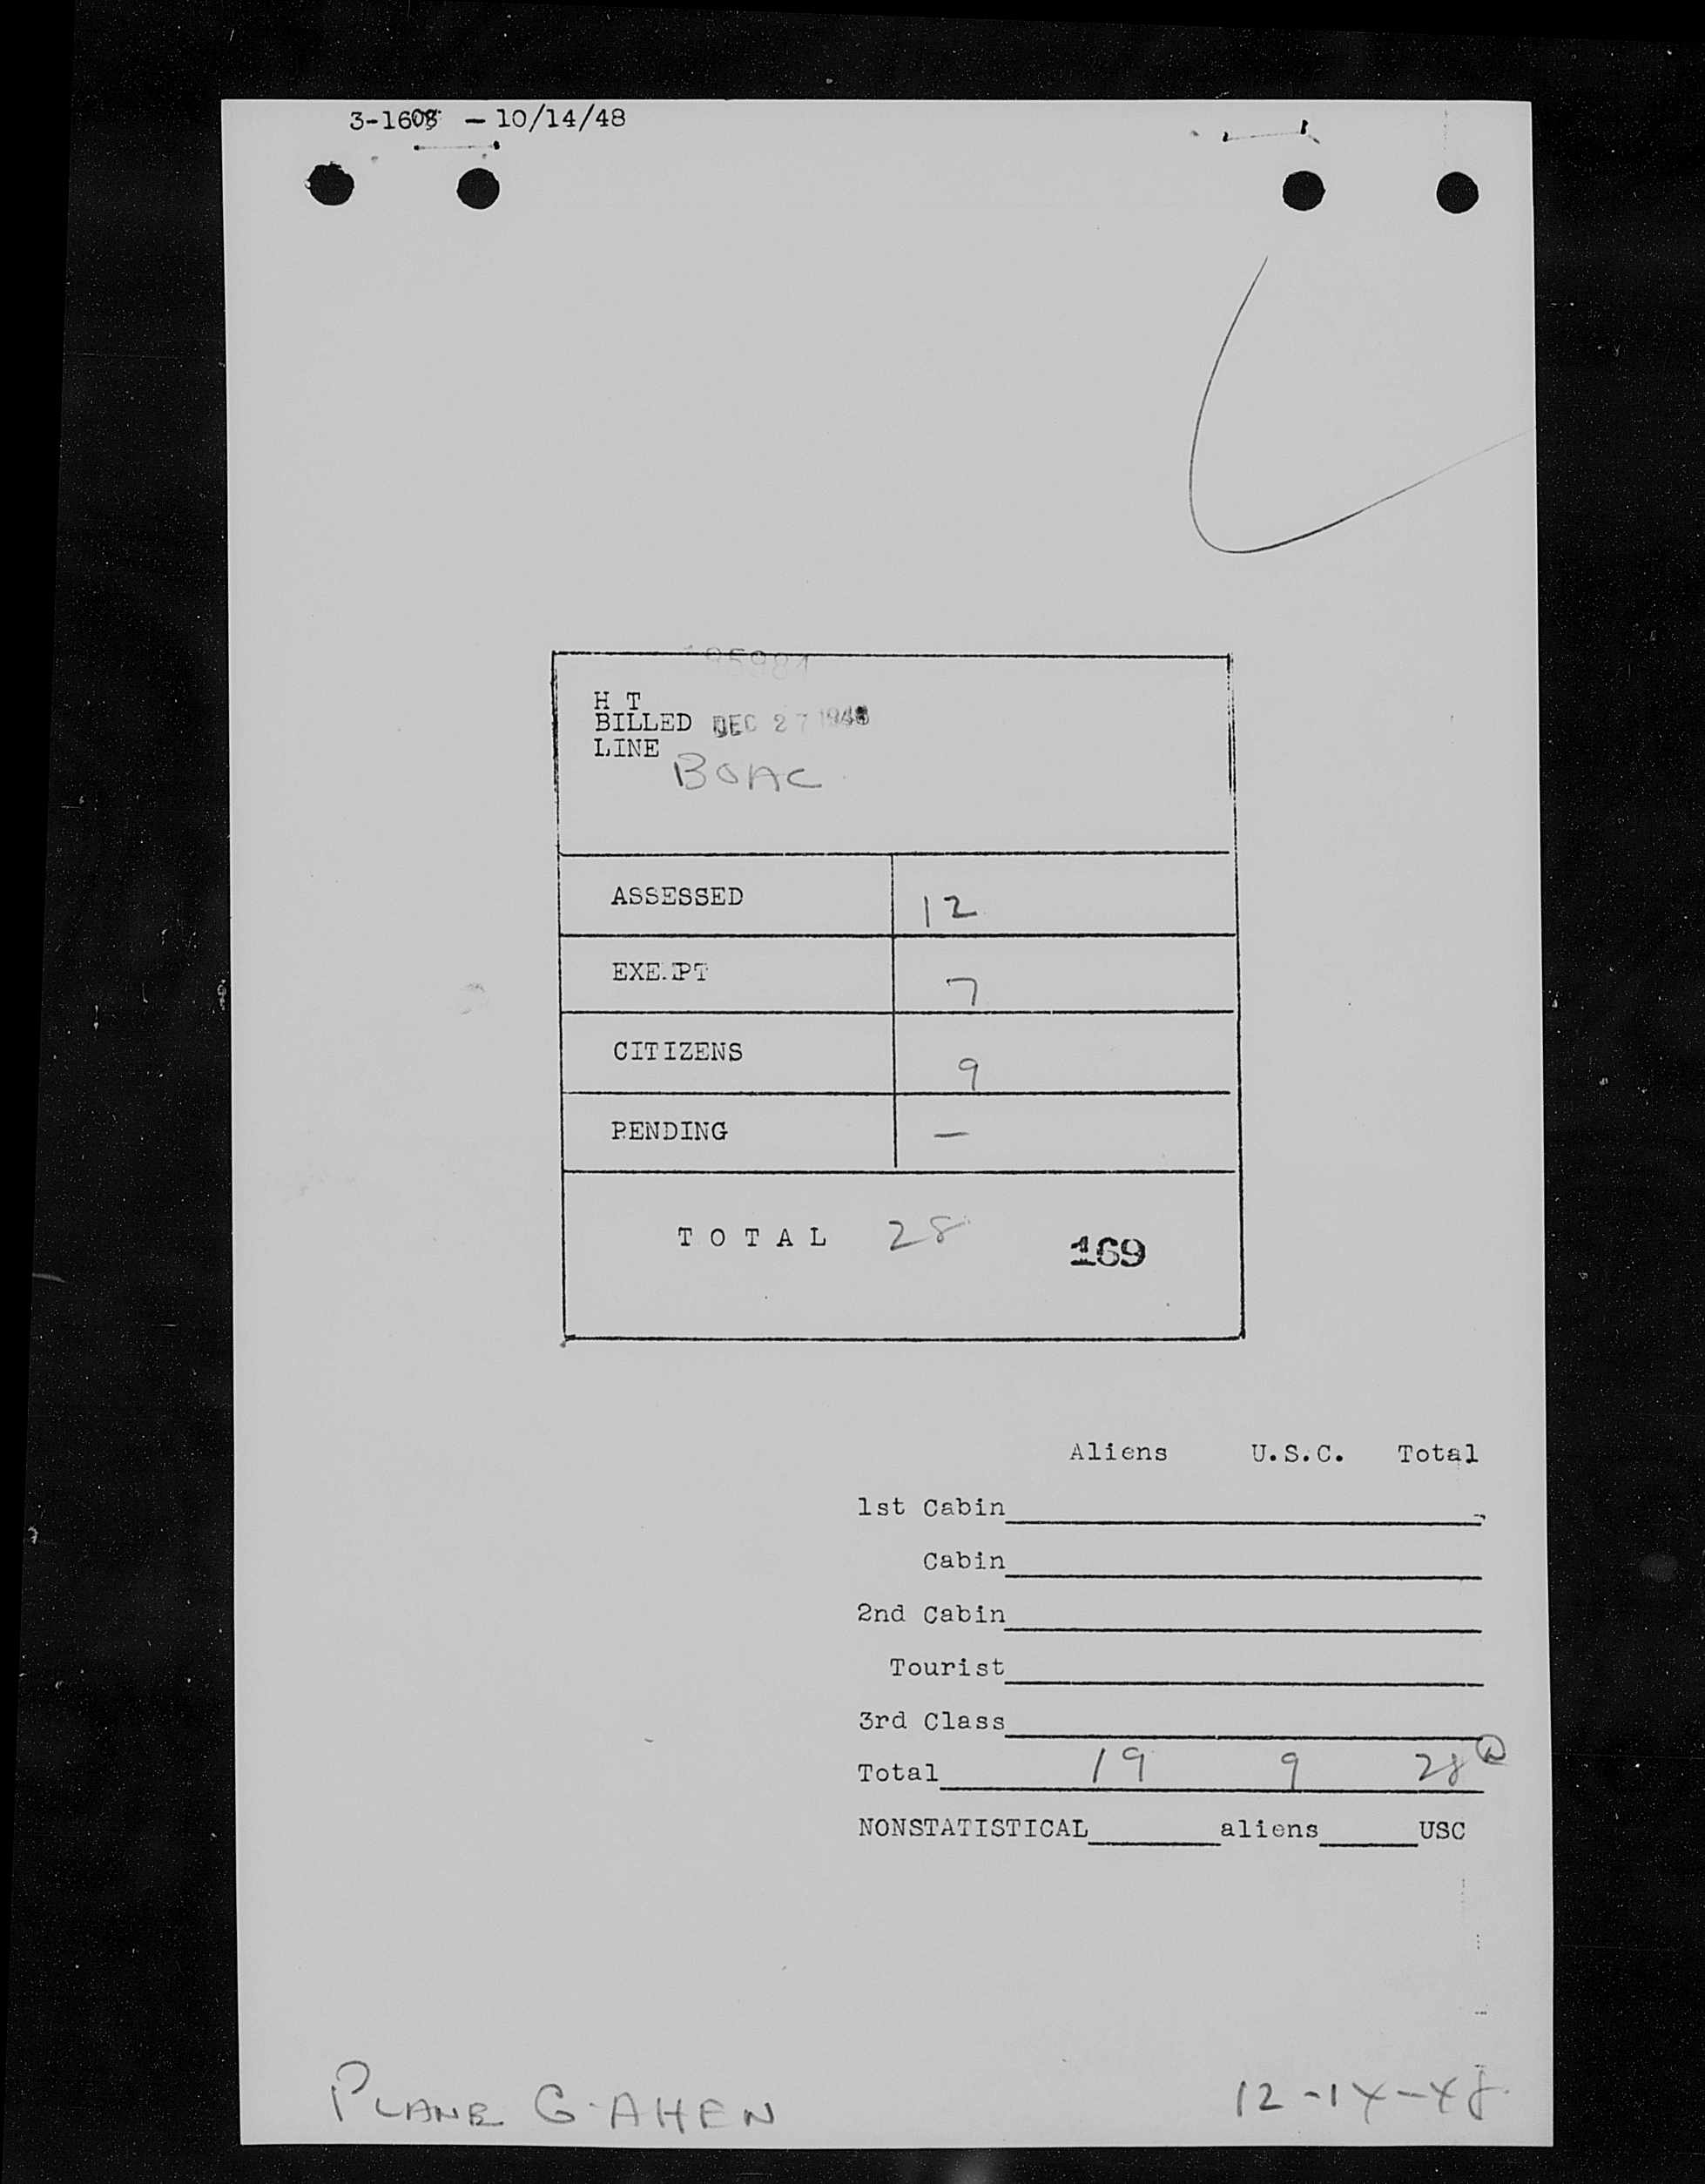 - 10/14/48
H T
BILLED DEC 27 1948
LINE
BOAC
ASSESSED 12
EXE.PT 7
CITIZENS 9
PENDING —
TOTAL 28 169
Aliens U.S.C. Total
1st Cabin
Cabin
2nd Cabin
Tourist
3rd Class
Total 19 9 28
NONSTATISTICAL aliens USC
PLANE G-AHEN 12-14-48